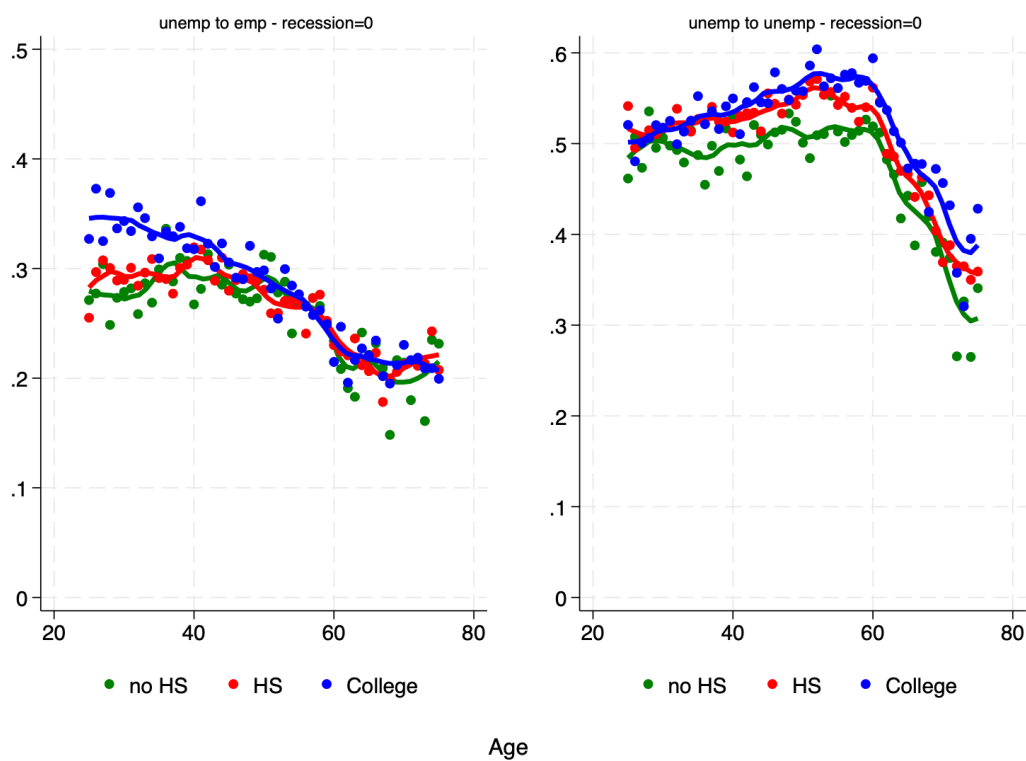 unemp to emp - recession=0
.5
.4
.3
.2
.1
0
20 40 60 80
no HS HS College
unemp to unemp - recession=0
.6
.5
.4
.3
.2
.1
0
20 40 60 80
no HS HS College
Age